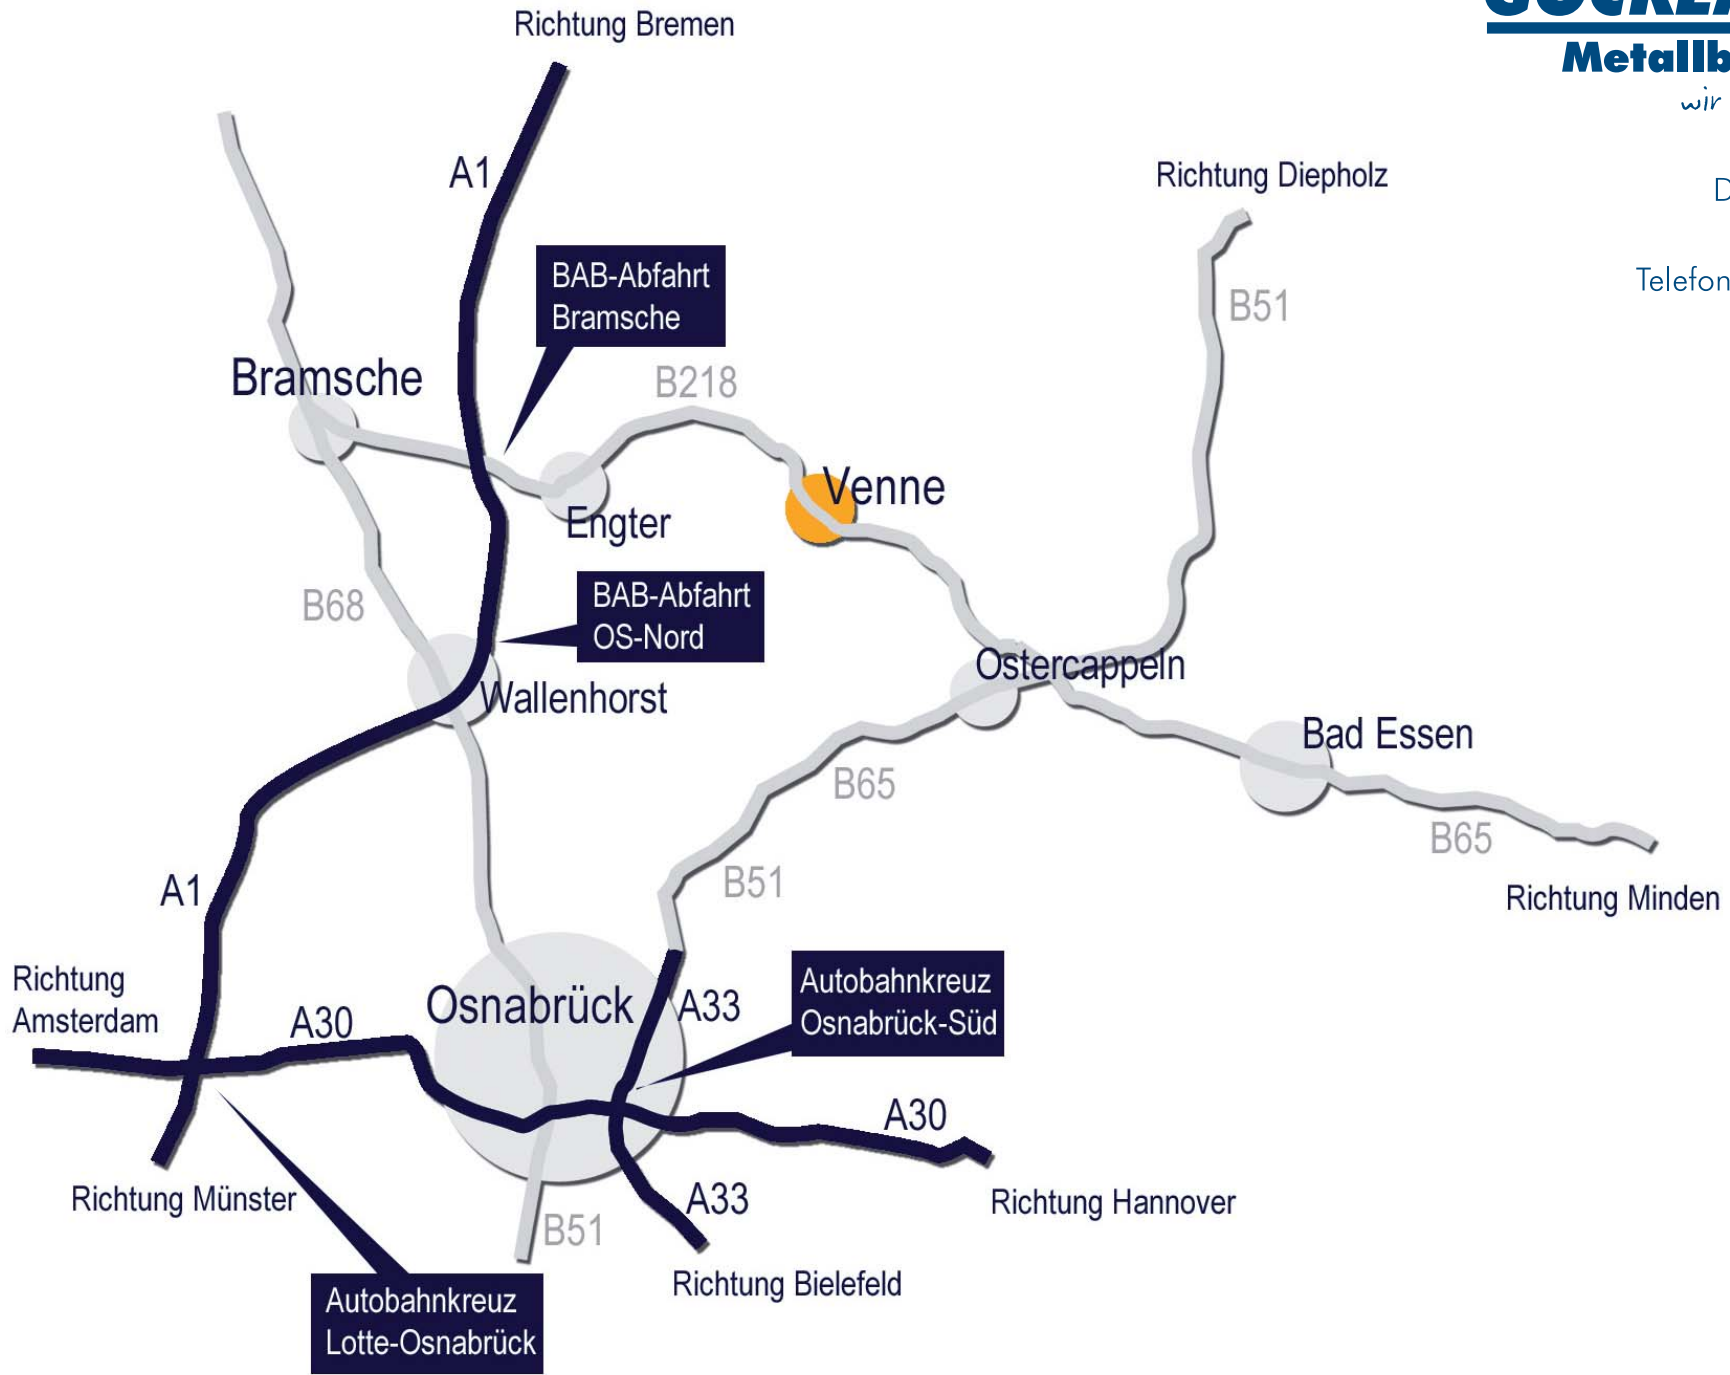 Richtung Bremen
Metallb
wir
A1
Richtung Diepholz
D
BAB-Abfahrt
Bramsche
Telefon
B51
Bramsche
B218
Venne
Engter
BAB-Abfahrt
OS-Nord
B68
Ostercappeln
Wallenhorst
Bad Essen
B65
B65
B51
A1
Richtung Minden
Richtung
Amsterdam
A30
Osnabrück
A33
Autobahnkreuz
Osnabrück-Süd
A30
Richtung Münster
A33
Richtung Hannover
B51
Richtung Bielefeld
Autobahnkreuz
Lotte-Osnabrück